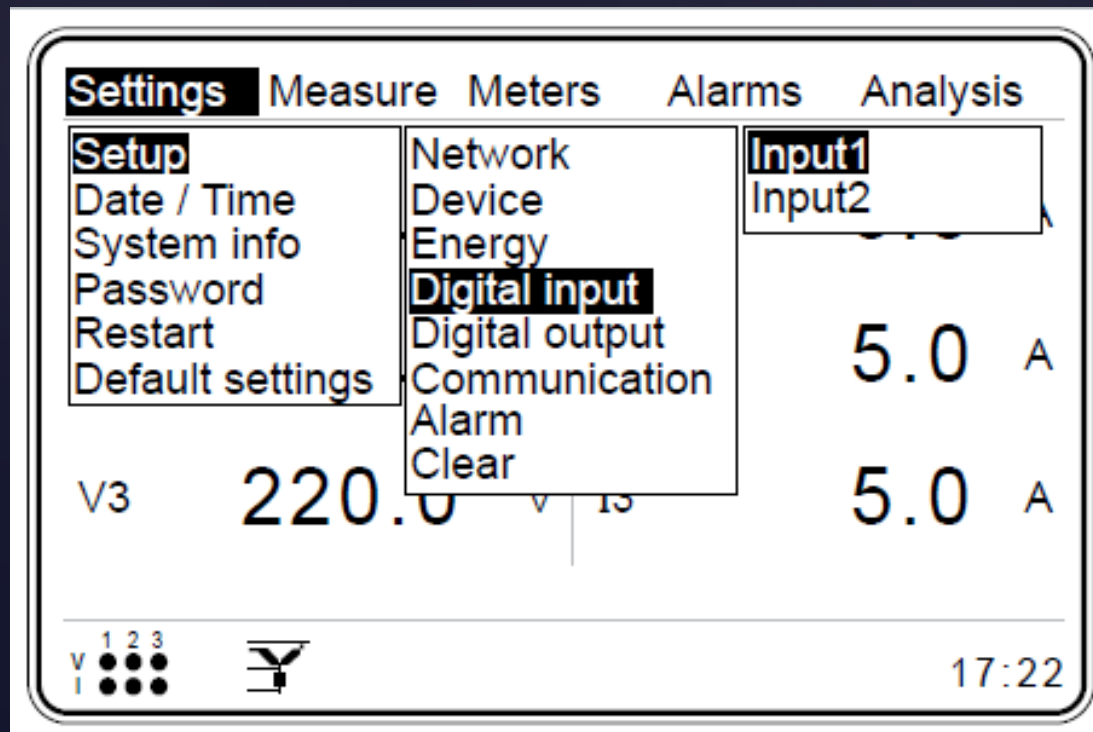 Settings Measure Meters Alarms Analysis
Setup
Date / Time
System info
Password
Restart
Default settings
Network
Device
Energy
Digital input
Digital output
Communication
Alarm
Clear
Input1
Input2
5.0 A
V3 220.0 V I3 5.0 A
1 2 3
V
I
17:22